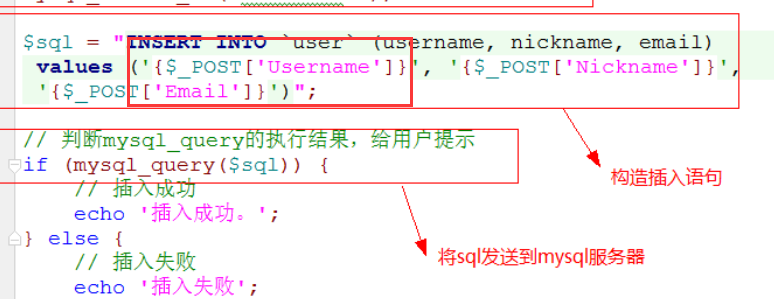 $sql = "INSERT INTO `user` (username, nickname, email)
values ('{$_POST['Username']}', '{$_POST['Nickname']}',
'{$_POST['Email']}')";
// 判断mysql_query的执行结果，给用户提示
if (mysql_query($sql)) {
构造插入语句
// 插入成功
echo '插入成功。';
} else {
将sql发送到mysql服务器
// 插入失败
echo '插入失败';